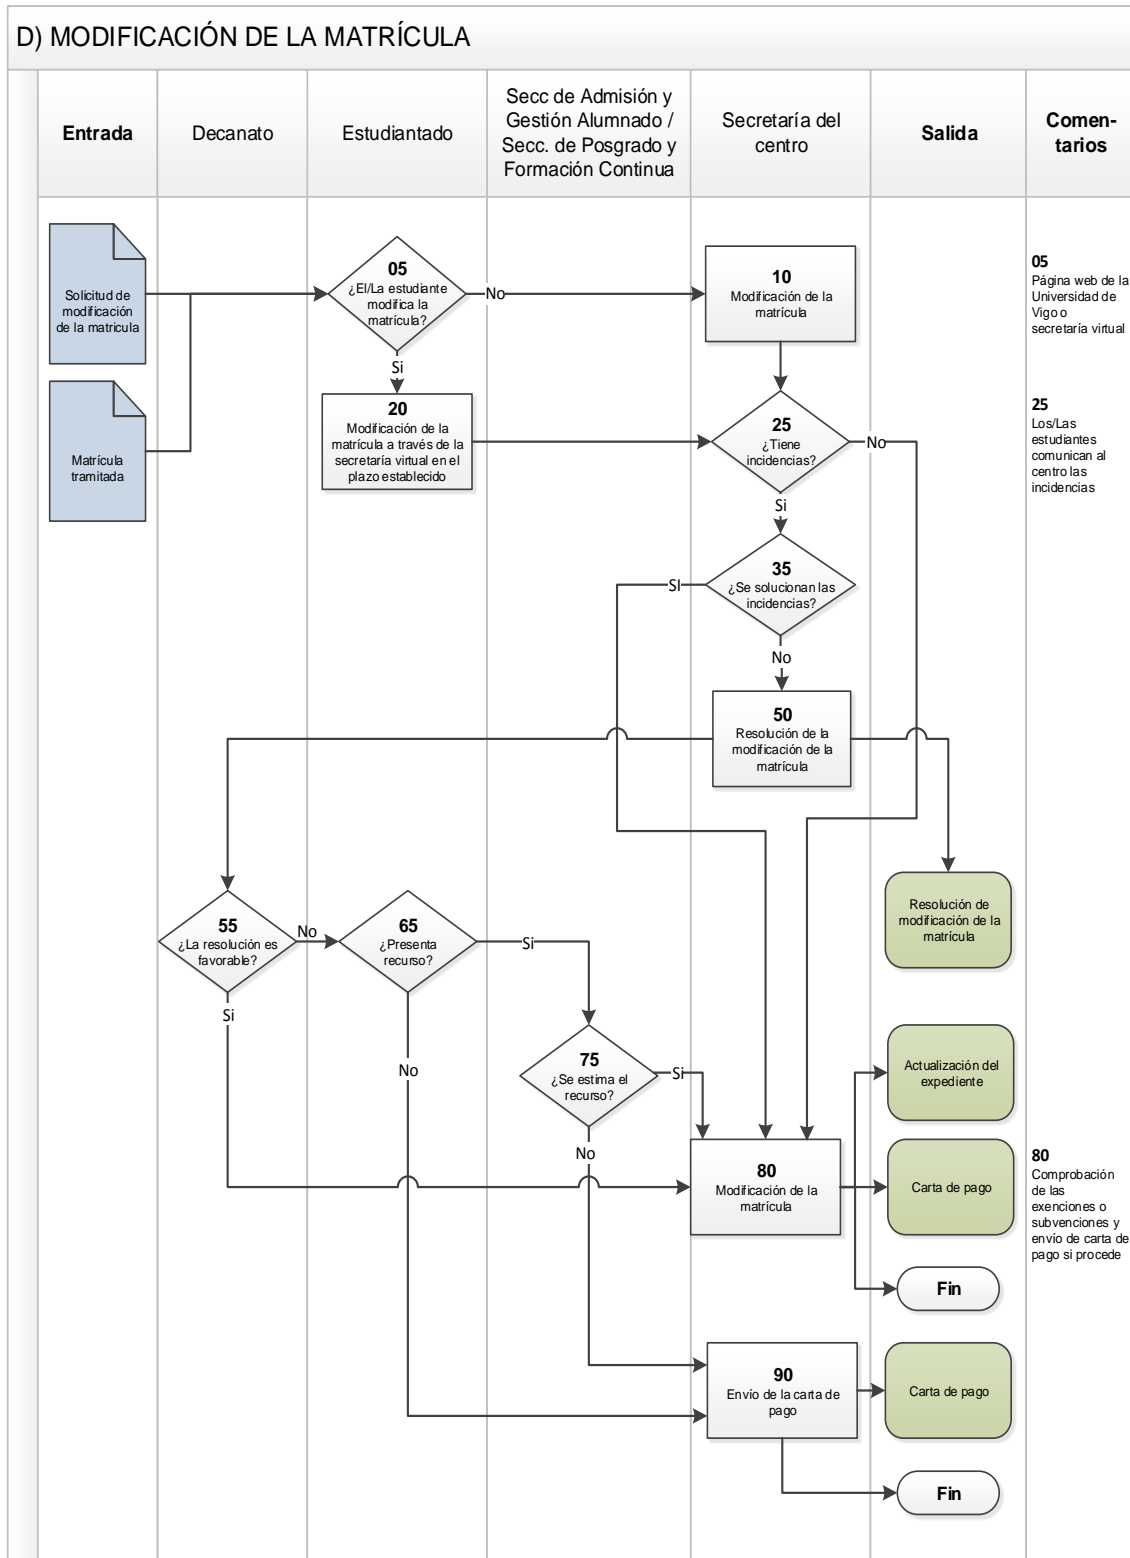 D) MODIFICACIÓN DE LA MATRÍCULA
Entrada
Decanato
Estudiantado
Secc de Admisión y
Gestión Alumnado /
Secc. de Posgrado y
Formación Continua
Secretaría del
centro
Salida
Comen-
tarios
Solicitud de
modificación
de la matricula
Matrícula
tramitada
05
¿El/La estudiante
modifica la
matrícula?
No
Si
10
Modificación de la
matrícula
05
Página web de la
Universidad de
Vigo o
secretaría virtual
20
Modificación de la
matrícula a través de la
secretaría virtual en el
plazo establecido
25
¿Tiene
incidencias?
No
Si
25
Los/Las
estudiantes
comunican al
centro las
incidencias
35
¿Se solucionan las
incidencias?
SI
No
50
Resolución de la
modificación de la
matrícula
Resolución de
modificación de la
matrícula
55
¿La resolución es
favorable?
No
Si
65
¿Presenta
recurso?
Si
No
75
¿Se estima el
recurso?
Si
No
Actualización del
expediente
80
Modificación de la
matrícula
Carta de pago
80
Comprobación
de las
exenciones o
subvenciones y
envío de carta de
pago si procede
Fin
90
Envío de la carta de
pago
Carta de pago
Fin